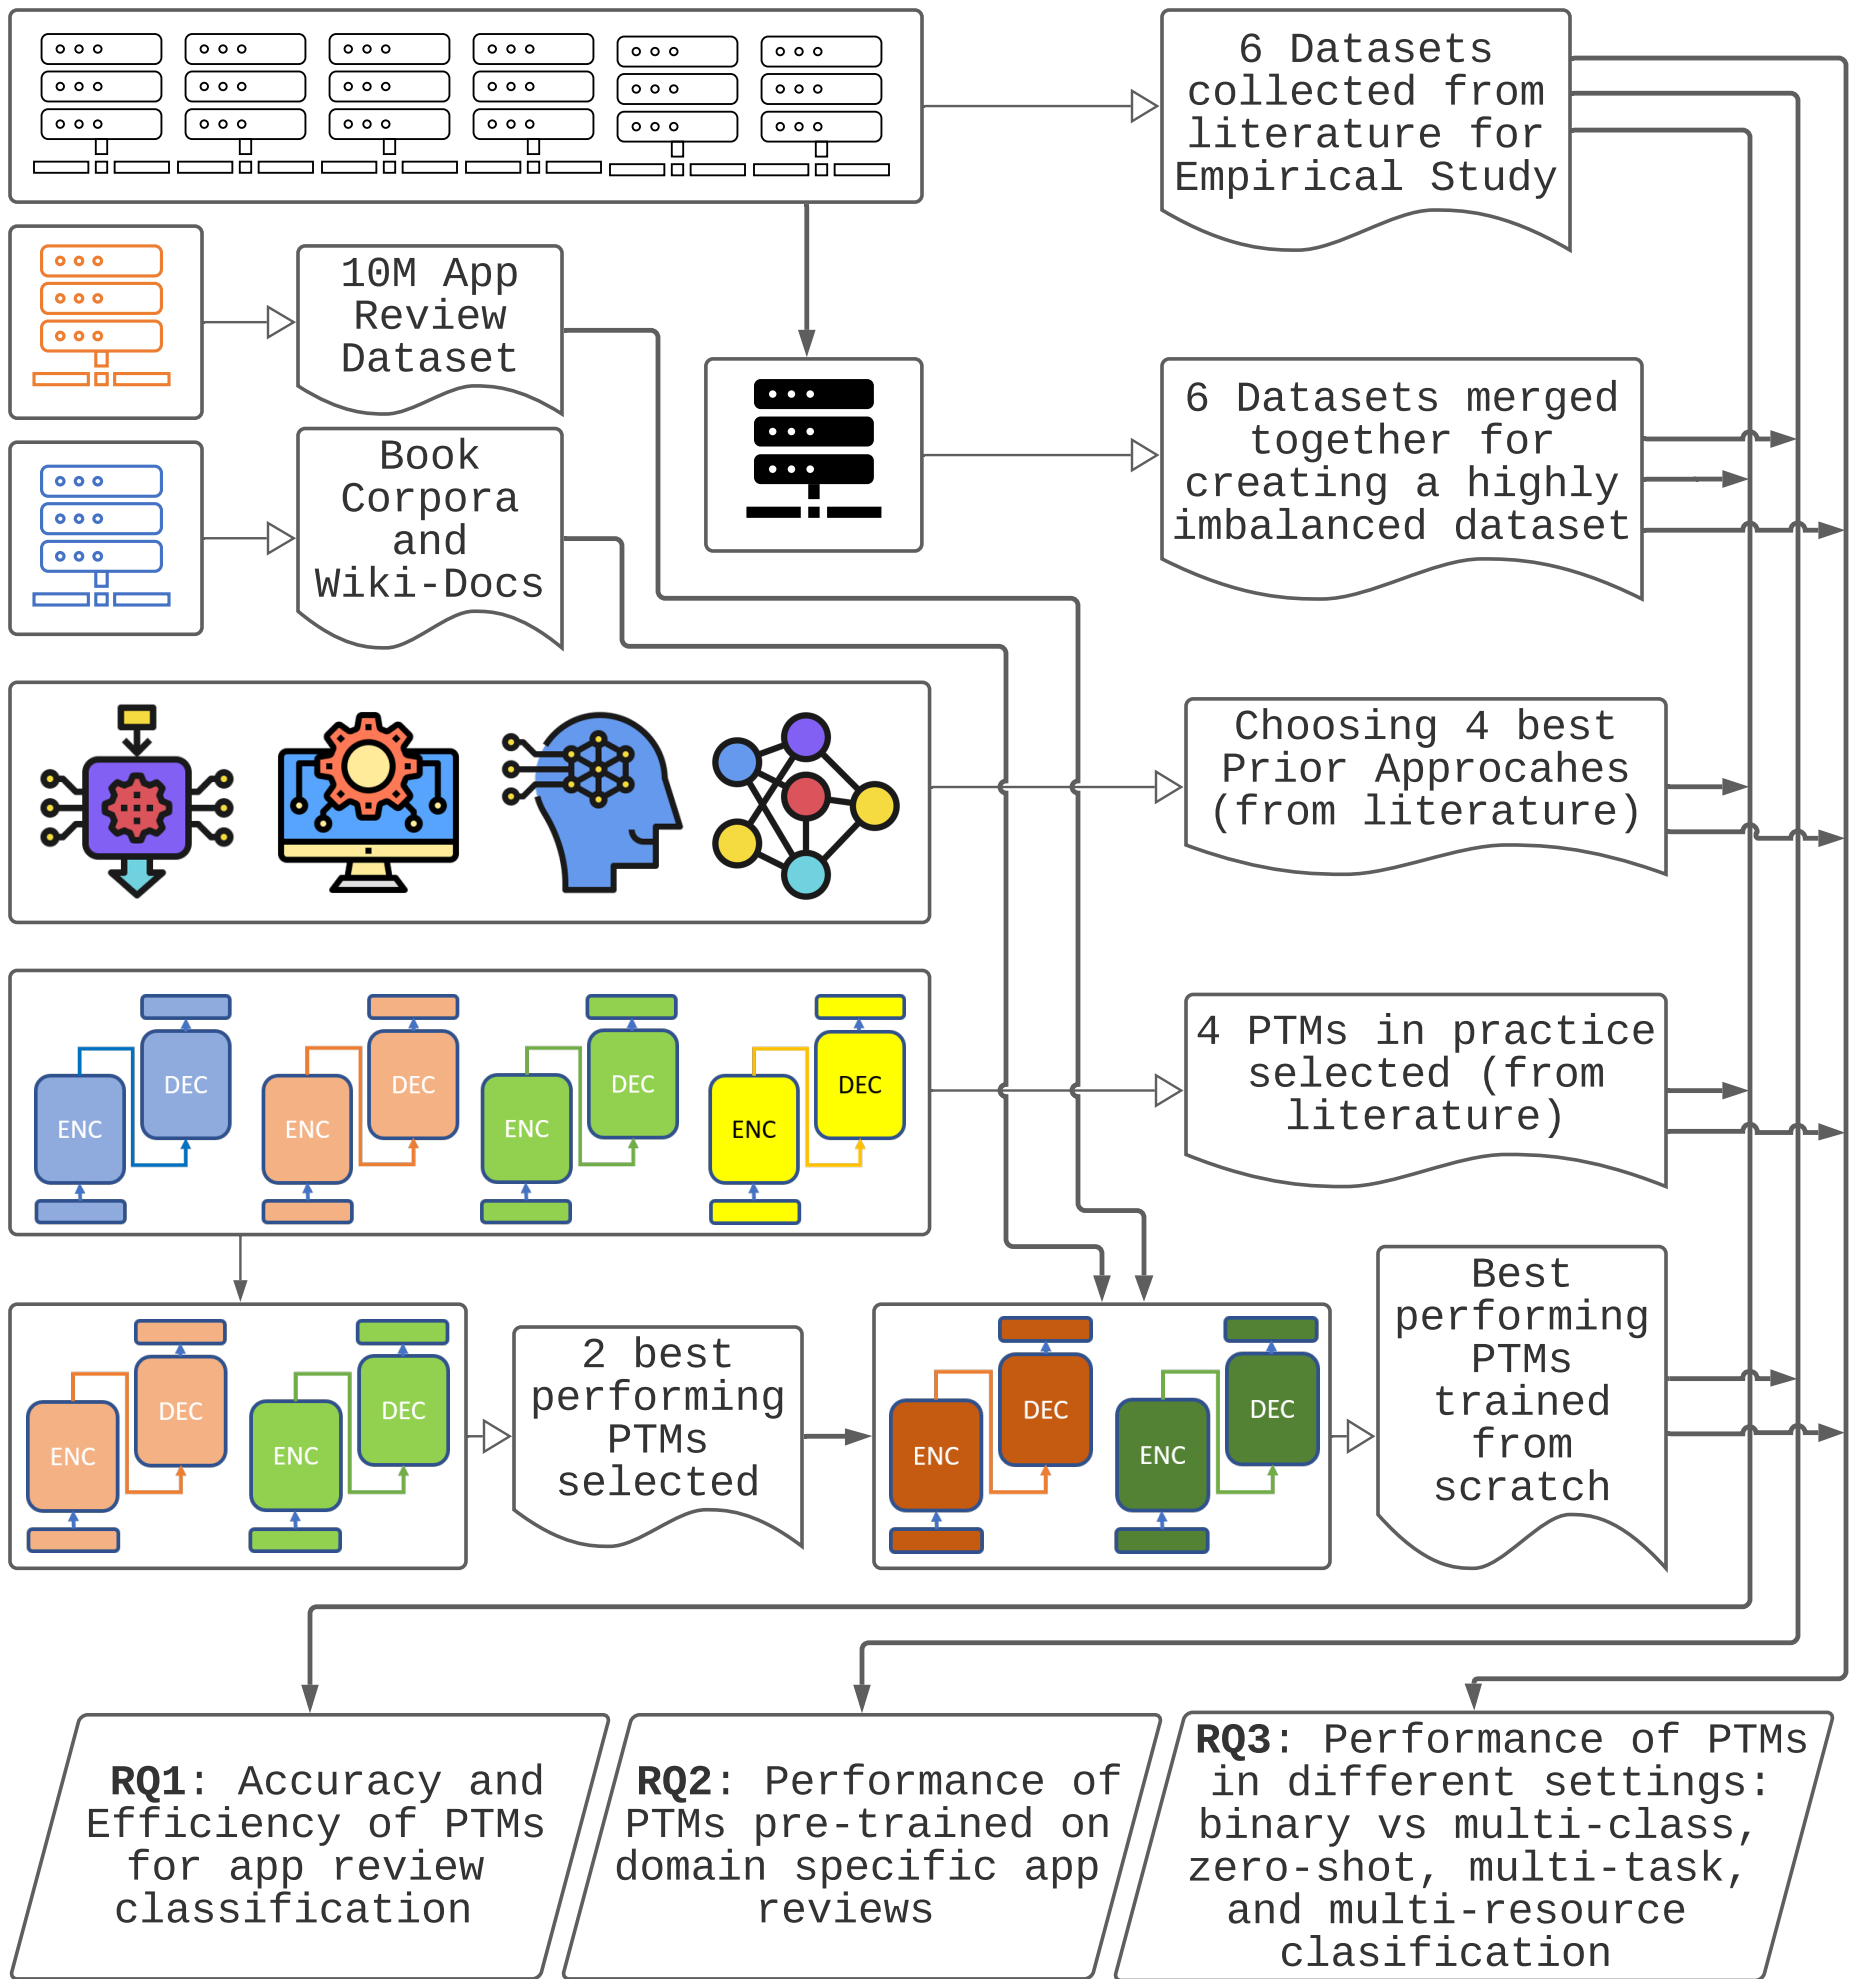 6 Datasets
collected from
literature for
Empirical Study
10M App
Review
Dataset
Book
Corpora
and
Wiki-Docs
6 Datasets merged
together for
creating a highly
imbalanced dataset
Choosing 4 best
Prior Approcahes
(from literature)
DEC
ENC
DEC
ENC
DEC
ENC
DEC
ENC
4 PTMs in practice
selected (from
literature)
DEC
ENC
DEC
ENC
2 best
performing
PTMs
selected
DEC
ENC
DEC
ENC
Best
performing
PTMs
trained
from
scratch
RQ1: Accuracy and
Efficiency of PTMs
for app review
classification
RQ2: Performance of
PTMs pre-trained on
domain specific app
reviews
RQ3: Performance of PTMs
in different settings:
binary vs multi-class,
zero-shot, multi-task,
and multi-resource
clasification